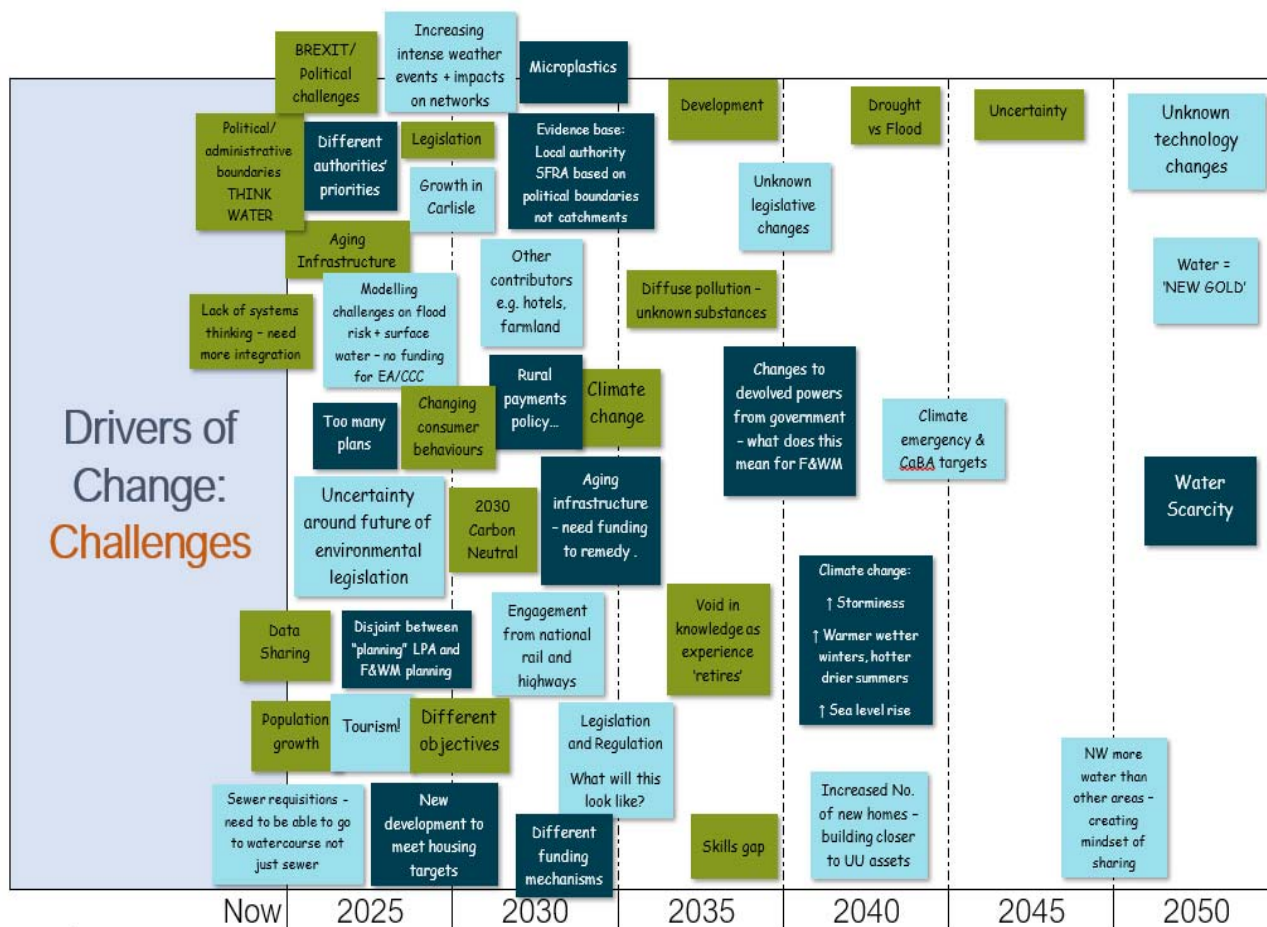 BREXIT/
Political
challenges
Increasing
intense weather
events + impacts
on networks
Microplastics
Development
Drought
vs Flood
Uncertainty
Unknown
technology
changes
Political/
administrative
boundaries
THINK
WATER
Different
authorities'
priorities
Legislation
Growth in
Carlisle
Evidence base:
Local authority
SFRA based on
political boundaries
not catchments
Unknown
legislative
changes
Aging
Infrastructure
Other
contributors
e.g. hotels,
farmland
Diffuse pollution –
unknown substances
Water =
'NEW GOLD'
Lack of systems
thinking – need
more integration
Modelling
challenges on flood
risk + surface
water – no funding
for EA/CCC
Rural
payments
policy...
Climate
change
Changes to
devolved powers
from government
– what does this
mean for F&WM
Climate
emergency &
CaBA targets
Drivers of
Change:
Challenges
Too many
plans
Changing
consumer
behaviours
Water
Scarcity
Uncertainty
around future of
environmental
legislation
2030
Carbon
Neutral
Aging
infrastructure
– need funding
to remedy .
Climate change:
↑ Storminess
↑ Warmer wetter
winters, hotter
drier summers
↑ Sea level rise
Data
Sharing
Disjoint between
"planning" LPA and
F&WM planning
Engagement
from national
rail and
highways
Void in
knowledge as
experience
'retires'
Population
growth
Tourism!
Different
objectives
Legislation
and Regulation
What will this
look like?
NW more
water than
other areas –
creating
mindset of
sharing
Sewer requisitions –
need to be able to go
to watercourse not
just sewer
New
development to
meet housing
targets
Different
funding
mechanisms
Skills gap
Increased No.
of new homes –
building closer
to UU assets
Now
2025
2030
2035
2040
2045
2050